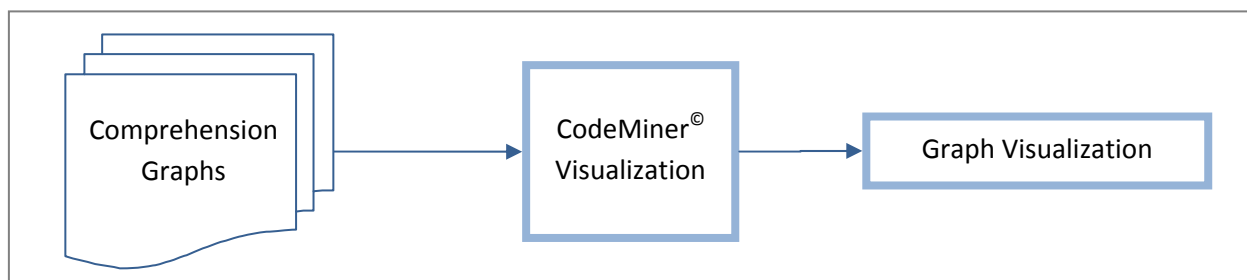 Comprehension
Graphs
CodeMiner©
Visualization
Graph Visualization